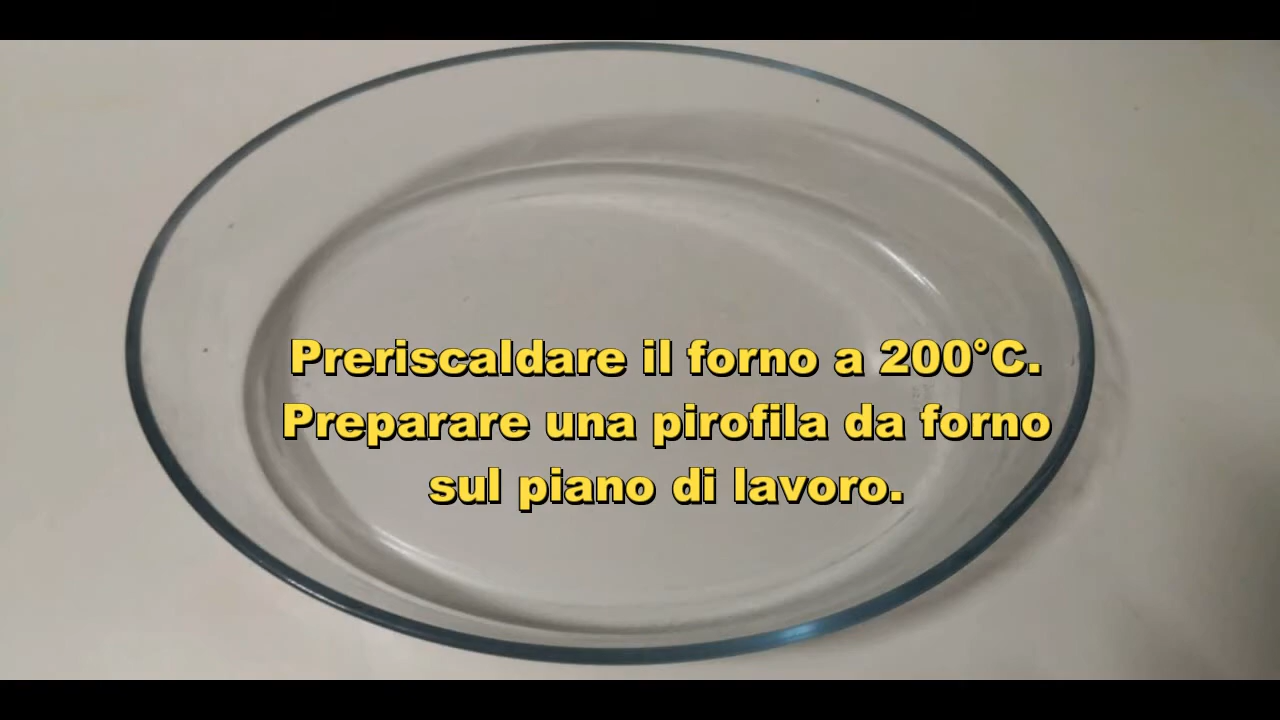 Preriscaldare il forno a 200°C.
Preparare una pirofila da forno
sul piano di lavoro.